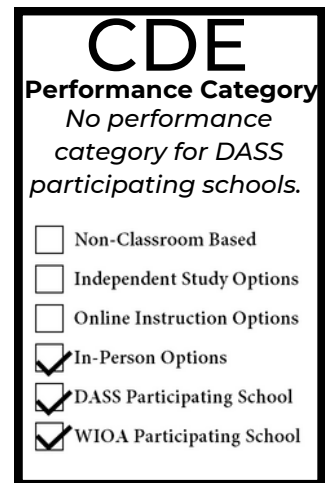 CDE
Performance Category
No performance
category for DASS
participating schools.
Non-Classroom Based
Independent Study Options
Online Instruction Options
In-Person Options
DASS Participating School
WIOA Participating School